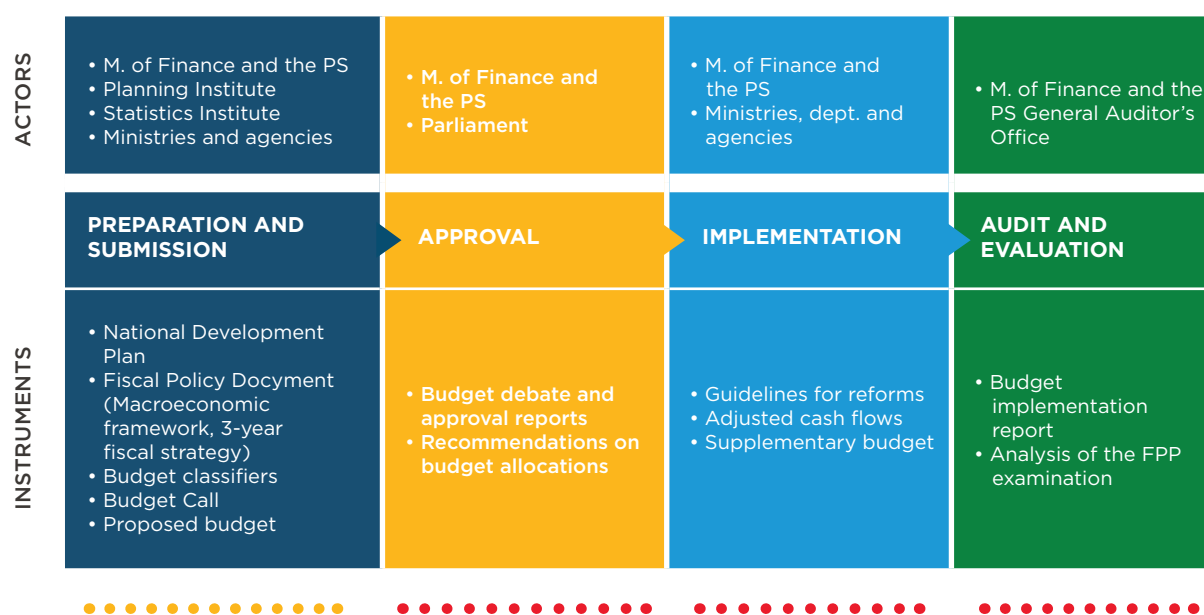 ACTORS
• M. of Finance and the PS
• Planning Institute
• Statistics Institute
• Ministries and agencies
• M. of Finance and
the PS
• Parliament
• M. of Finance and
the PS
• Ministries, dept. and
agencies
• M. of Finance and the
PS General Auditor's
Office
PREPARATION AND
SUBMISSION
APPROVAL
IMPLEMENTATION
AUDIT AND
EVALUATION
INSTRUMENTS
• National Development
Plan
• Fiscal Policy Docyment
(Macroeconomic
framework, 3-year
fiscal strategy)
• Budget classifiers
• Budget Call
• Proposed budget
• Budget debate and
approval reports
• Recommendations on
budget allocations
• Guidelines for reforms
• Adjusted cash flows
• Supplementary budget
• Budget
implementation
report
• Analysis of the FPP
examination